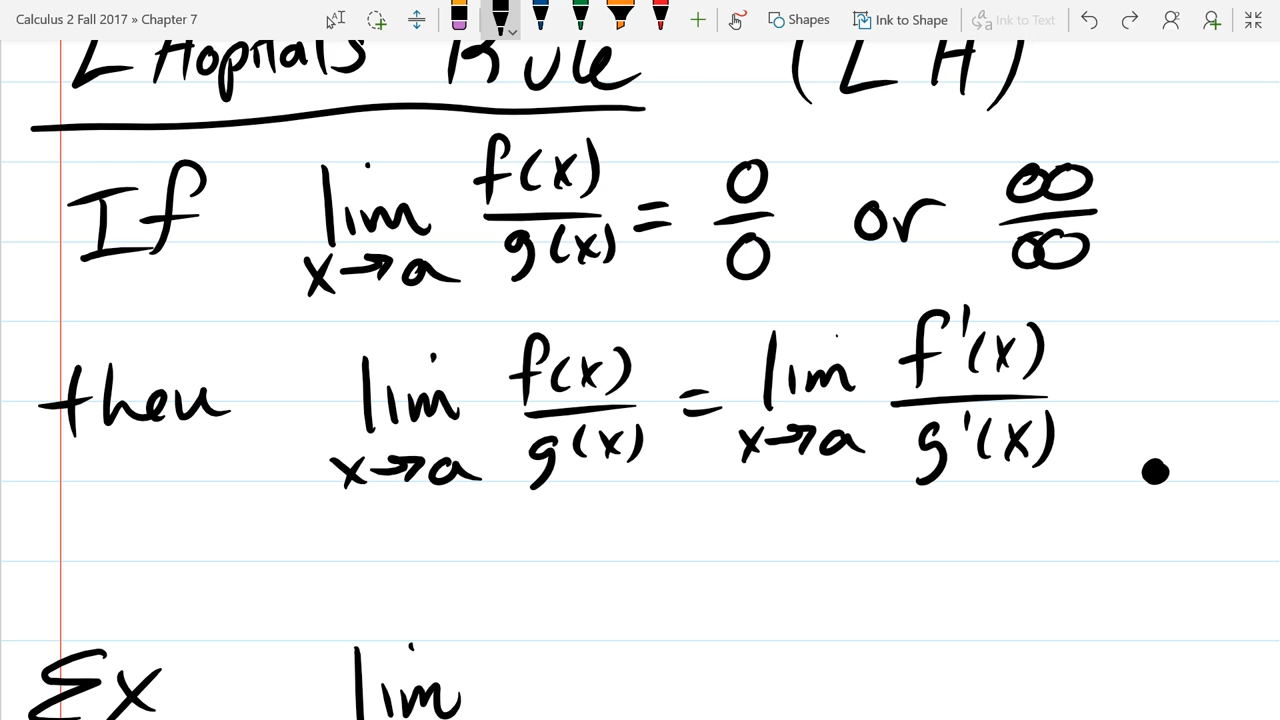 Calculus 2 Fall 2017 » Chapter 7
Shapes
Ink to Shape
Ink to Text
L'Hopitals Rule (LH)
If lim x→a f(x)/g(x) = 0/0 or ∞/∞
then lim x→a f(x)/g(x) = lim x→a f'(x)/g'(x)
Ex lim